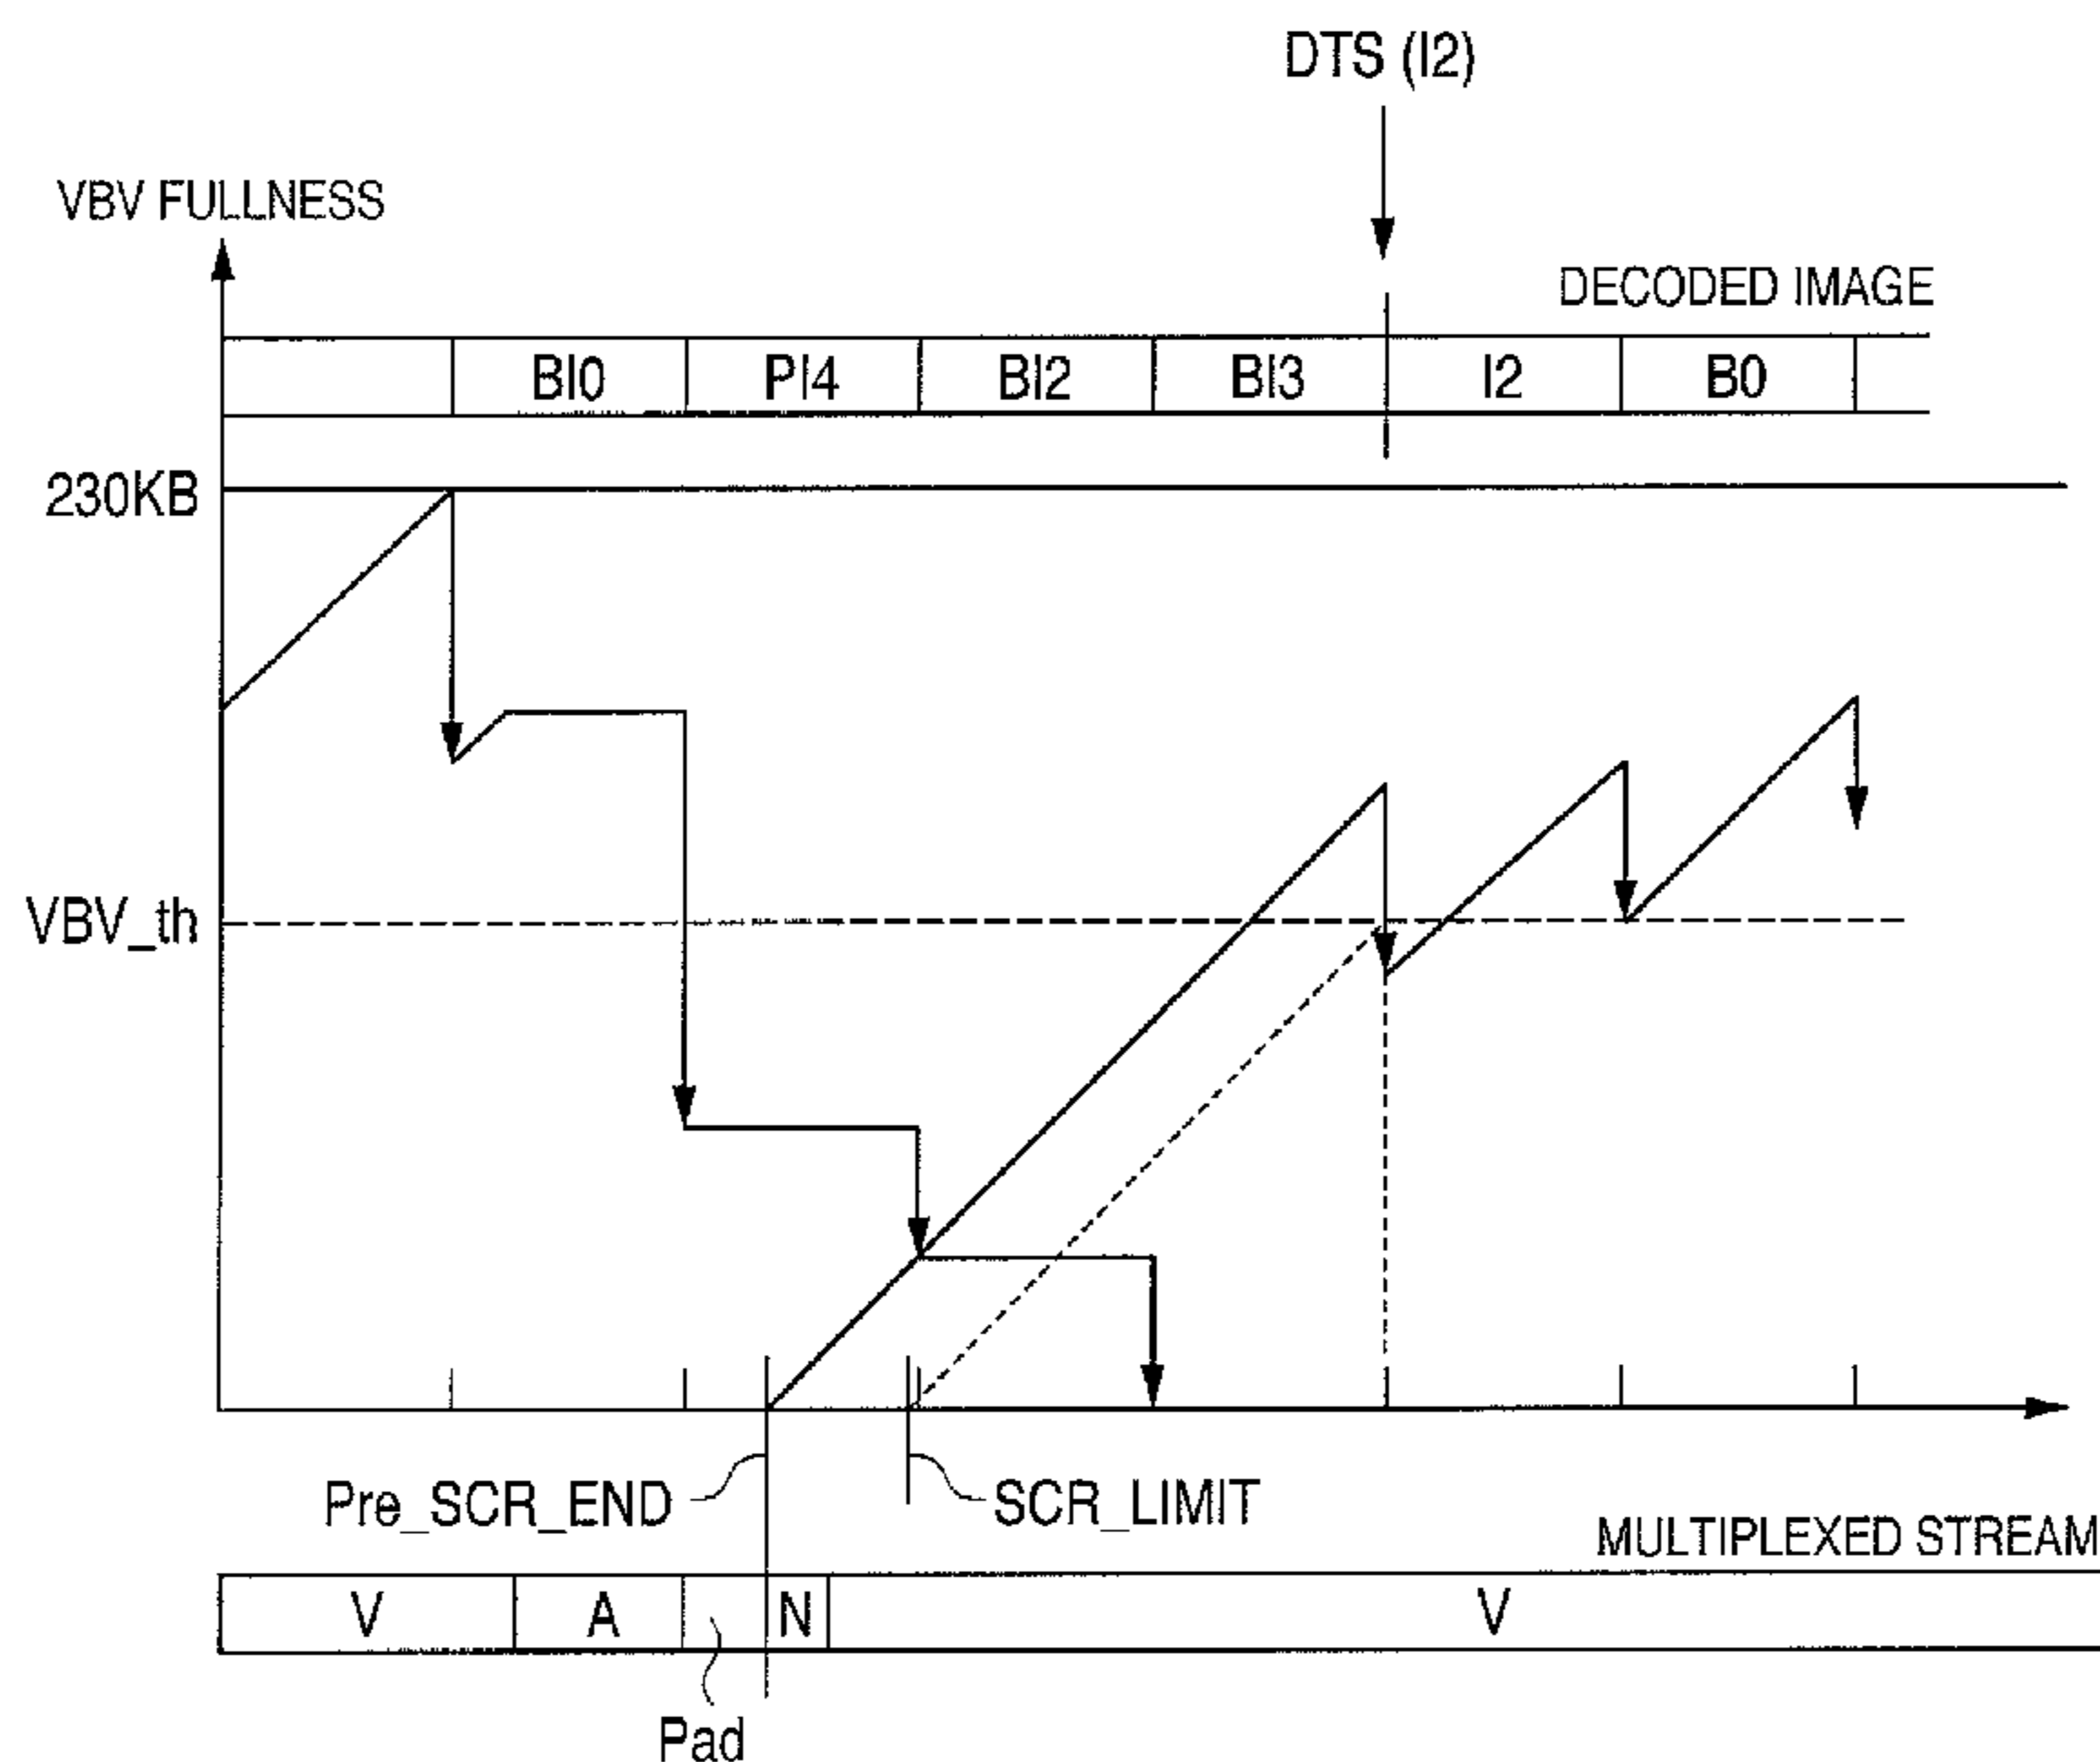 DTS (I2)
VBV FULLNESS
DECODED IMAGE
BI0 PI4 BI2 BI3 I2 B0
230KB
VBV_th
Pre_SCR_END
SCR_LIMIT
MULTIPLEXED STREAM
V A N V
Pad